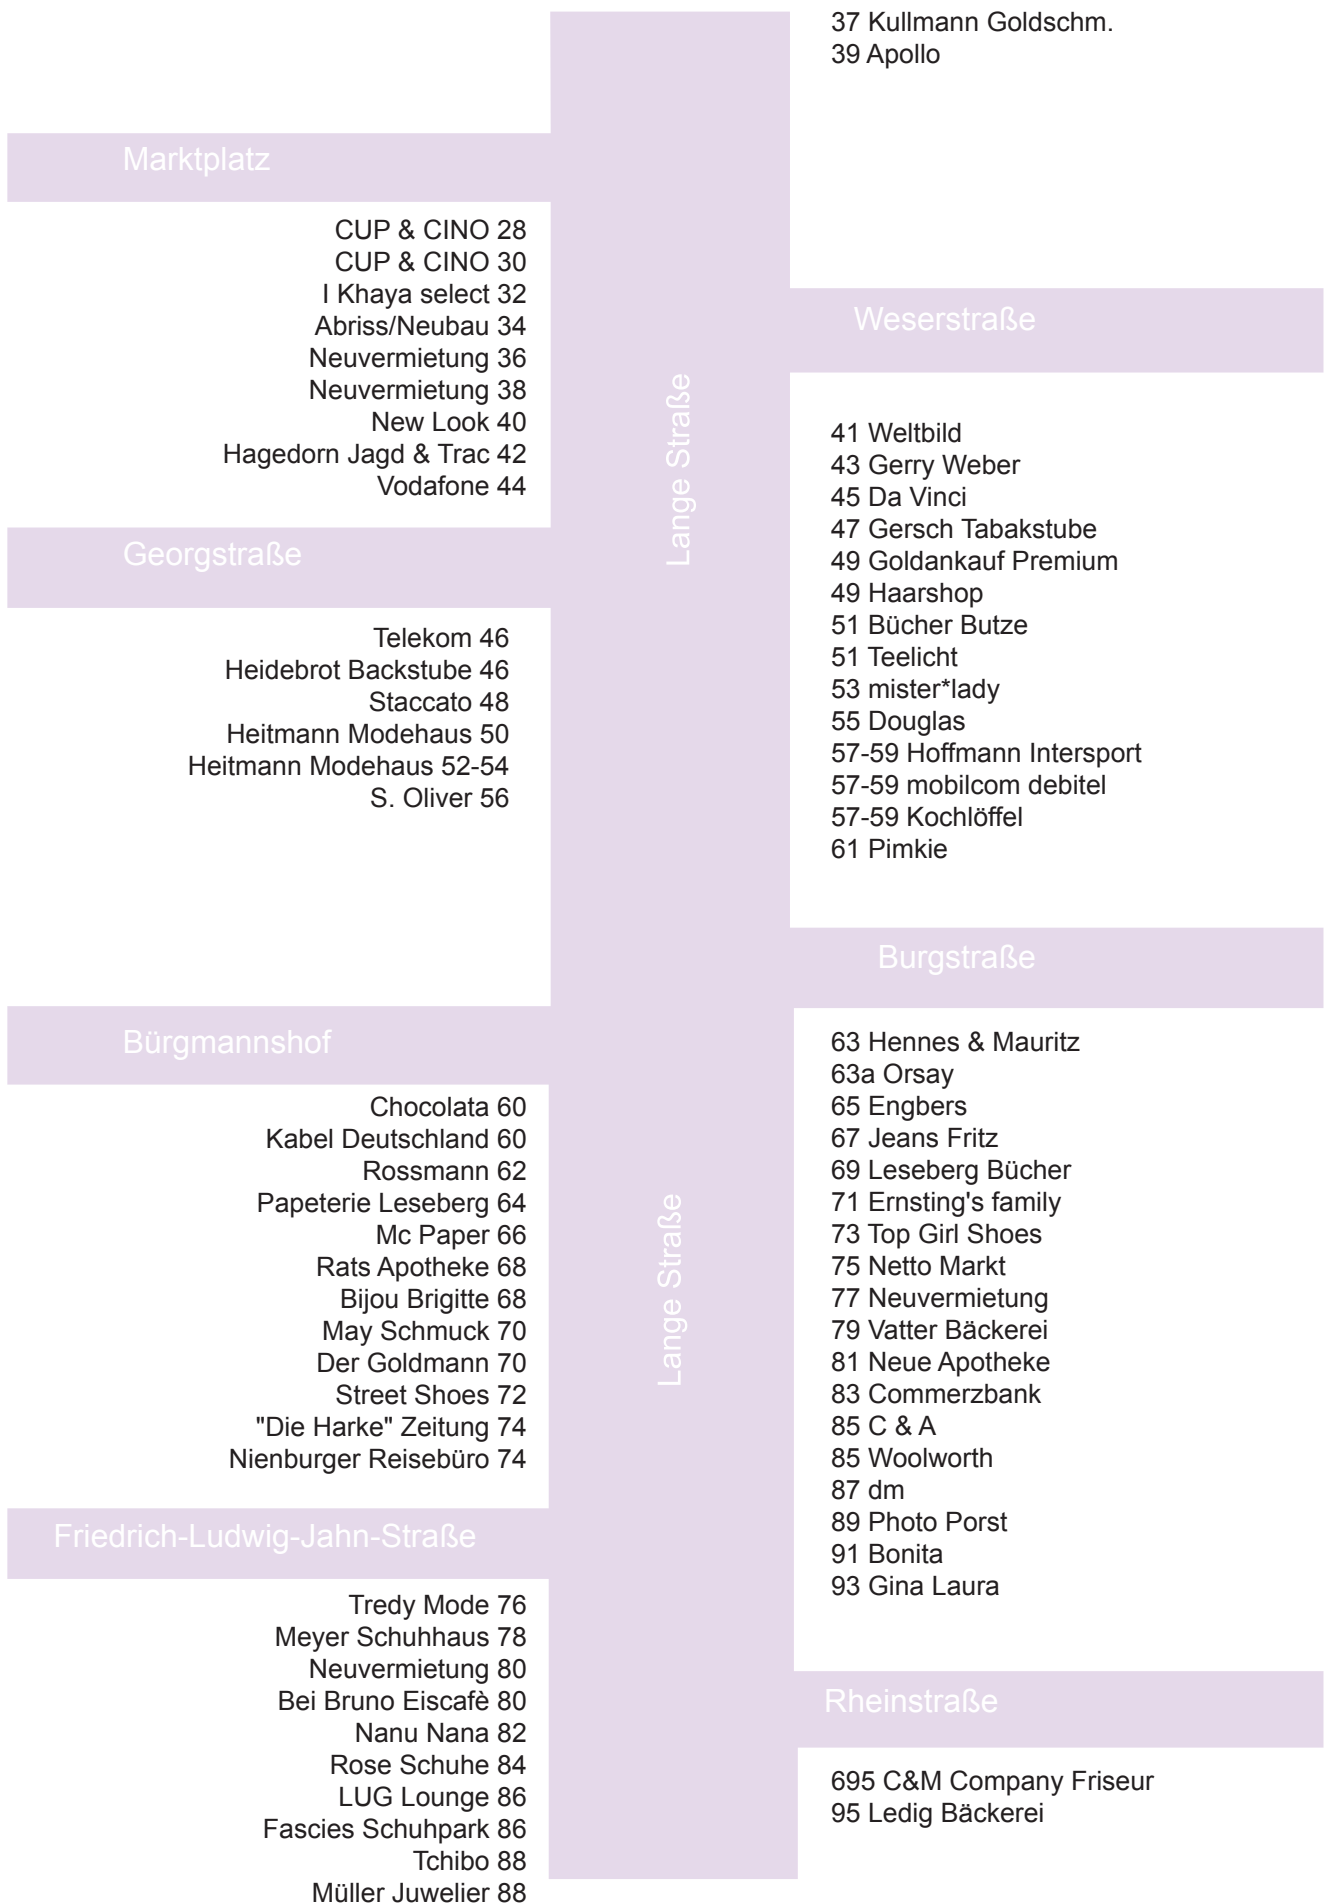 37 Kullmann Goldschm.
39 Apollo
Marktplatz
CUP & CINO 28
CUP & CINO 30
I Khaya select 32
Abriss/Neubau 34
Neuvermietung 36
Neuvermietung 38
New Look 40
Hagedorn Jagd & Trac 42
Vodafone 44
Weserstraße
Lange Straße
41 Weltbild
43 Gerry Weber
45 Da Vinci
47 Gersch Tabakstube
49 Goldankauf Premium
49 Haarshop
51 Bücher Butze
51 Teelicht
53 mister*lady
55 Douglas
57-59 Hoffmann Intersport
57-59 mobilcom debitel
57-59 Kochlöffel
61 Pimkie
Georgstraße
Telekom 46
Heidebrot Backstube 46
Staccato 48
Heitmann Modehaus 50
Heitmann Modehaus 52-54
S. Oliver 56
Burgstraße
Bürgmannshof
Chocolata 60
Kabel Deutschland 60
Rossmann 62
Papeterie Leseberg 64
Mc Paper 66
Rats Apotheke 68
Bijou Brigitte 68
May Schmuck 70
Der Goldmann 70
Street Shoes 72
"Die Harke" Zeitung 74
Nienburger Reisebüro 74
Lange Straße
63 Hennes & Mauritz
63a Orsay
65 Engbers
67 Jeans Fritz
69 Leseberg Bücher
71 Ernsting's family
73 Top Girl Shoes
75 Netto Markt
77 Neuvermietung
79 Vatter Bäckerei
81 Neue Apotheke
83 Commerzbank
85 C & A
85 Woolworth
87 dm
89 Photo Porst
91 Bonita
93 Gina Laura
Friedrich-Ludwig-Jahn-Straße
Tredy Mode 76
Meyer Schuhhaus 78
Neuvermietung 80
Bei Bruno Eiscafè 80
Nanu Nana 82
Rose Schuhe 84
LUG Lounge 86
Fascies Schuhpark 86
Tchibo 88
Müller Juwelier 88
Rheinstraße
695 C&M Company Friseur
95 Ledig Bäckerei